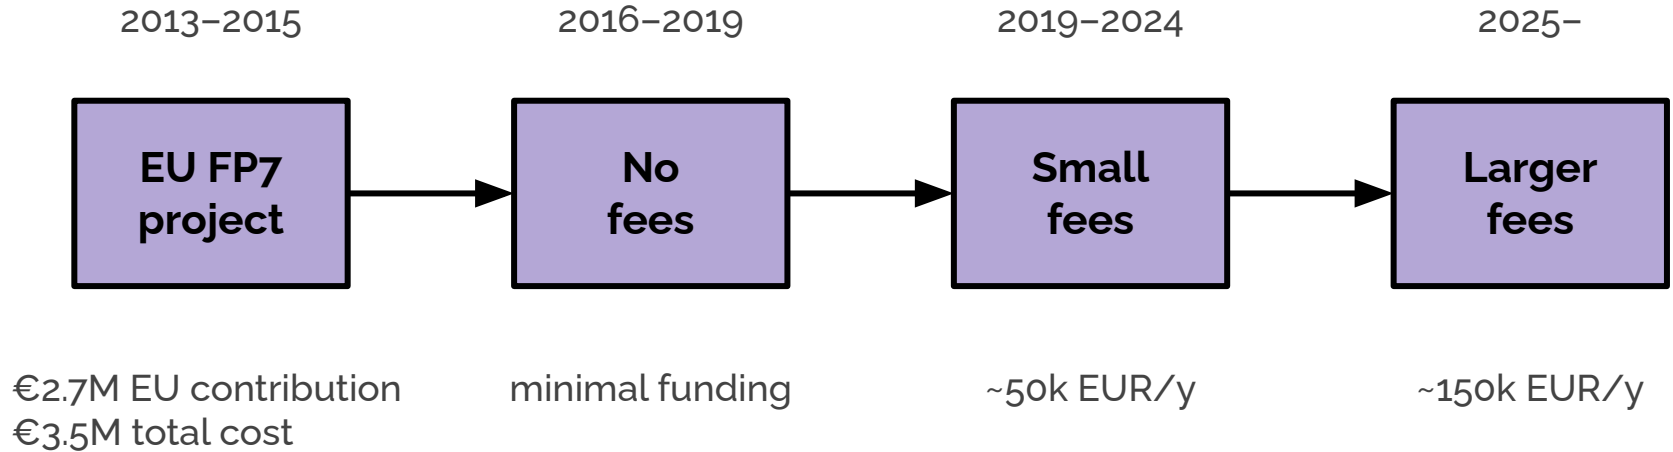 2013–2015
2016–2019
2019–2024
2025–
EU FP7
project
No
fees
Small
fees
Larger
fees
€2.7M EU contribution
€3.5M total cost
minimal funding
~50k EUR/y
~150k EUR/y